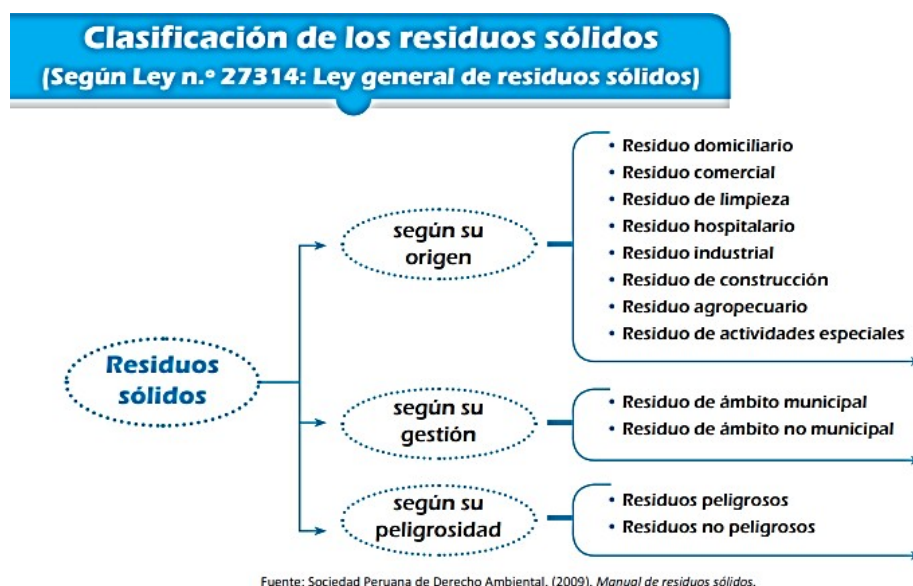 Clasificación de los residuos sólidos
(Según Ley n.º 27314: Ley general de residuos sólidos)
Residuos
sólidos
según su
origen
• Residuo domiciliario
• Residuo comercial
• Residuo de limpieza
• Residuo hospitalario
• Residuo industrial
• Residuo de construcción
• Residuo agropecuario
• Residuo de actividades especiales
según su
gestión
• Residuo de ámbito municipal
• Residuo de ámbito no municipal
según su
peligrosidad
• Residuos peligrosos
• Residuos no peligrosos
Fuente: Sociedad Peruana de Derecho Ambiental. (2009). Manual de residuos sólidos.